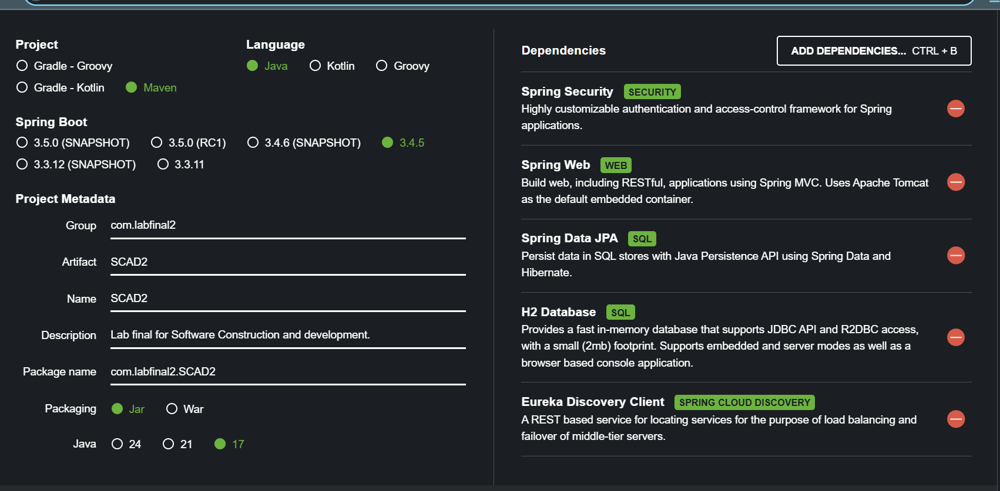 Project
Gradle - Groovy
Gradle - Kotlin Maven
Language
Java Kotlin Groovy
Spring Boot
3.5.0 (SNAPSHOT) 3.5.0 (RC1) 3.4.6 (SNAPSHOT) 3.4.5
3.3.12 (SNAPSHOT) 3.3.11
Project Metadata
Group com.labfinal2
Artifact SCAD2
Name SCAD2
Description Lab final for Software Construction and development.
Package name com.labfinal2.SCAD2
Packaging Jar War
Java 24 21 17
Dependencies ADD DEPENDENCIES... CTRL + B
Spring Security SECURITY
Highly customizable authentication and access-control framework for Spring
applications.
Spring Web WEB
Build web, including RESTful, applications using Spring MVC. Uses Apache Tomcat
as the default embedded container.
Spring Data JPA SQL
Persist data in SQL stores with Java Persistence API using Spring Data and
Hibernate.
H2 Database SQL
Provides a fast in-memory database that supports JDBC API and R2DBC access,
with a small (2mb) footprint. Supports embedded and server modes as well as a
browser based console application.
Eureka Discovery Client SPRING CLOUD DISCOVERY
A REST based service for locating services for the purpose of load balancing and
failover of middle-tier servers.